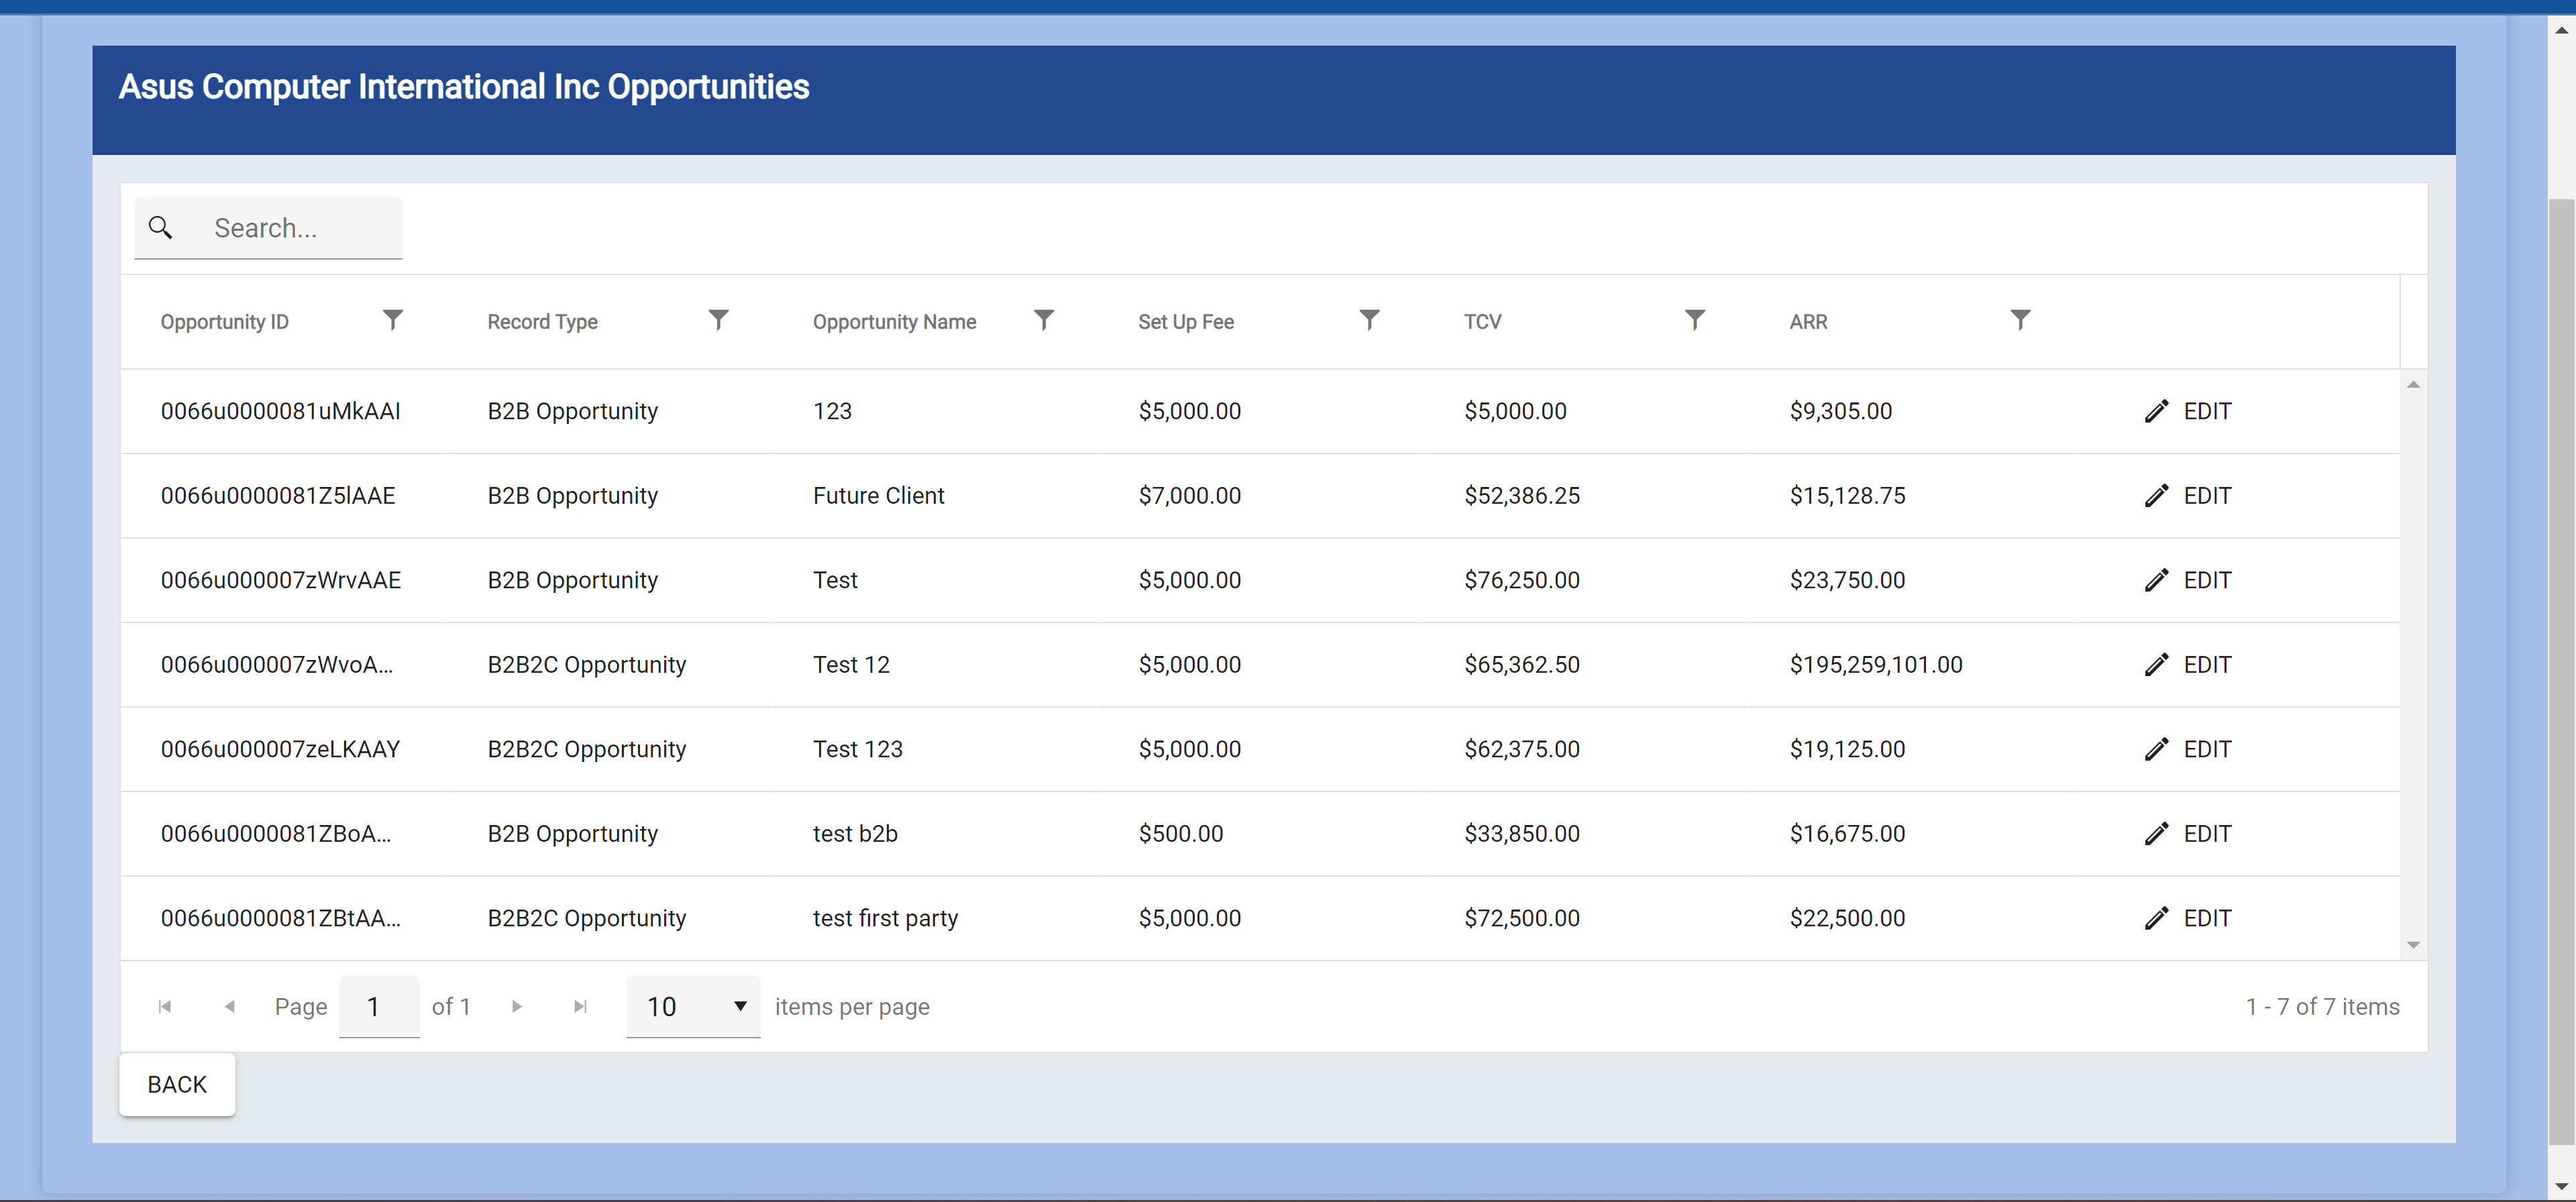 Asus Computer International Inc Opportunities
Search...
Opportunity ID Record Type Opportunity Name Set Up Fee TCV ARR
0066u0000081uMkAAI B2B Opportunity 123 $5,000.00 $5,000.00 $9,305.00 EDIT
0066u0000081Z5lAAE B2B Opportunity Future Client $7,000.00 $52,386.25 $15,128.75 EDIT
0066u000007zWrvAAE B2B Opportunity Test $5,000.00 $76,250.00 $23,750.00 EDIT
0066u000007zWvoA... B2B2C Opportunity Test 12 $5,000.00 $65,362.50 $195,259,101.00 EDIT
0066u000007zeLKAAY B2B2C Opportunity Test 123 $5,000.00 $62,375.00 $19,125.00 EDIT
0066u0000081ZBoA... B2B Opportunity test b2b $500.00 $33,850.00 $16,675.00 EDIT
0066u0000081ZBtAA... B2B2C Opportunity test first party $5,000.00 $72,500.00 $22,500.00 EDIT
Page 1 of 1 10 items per page 1 - 7 of 7 items
BACK